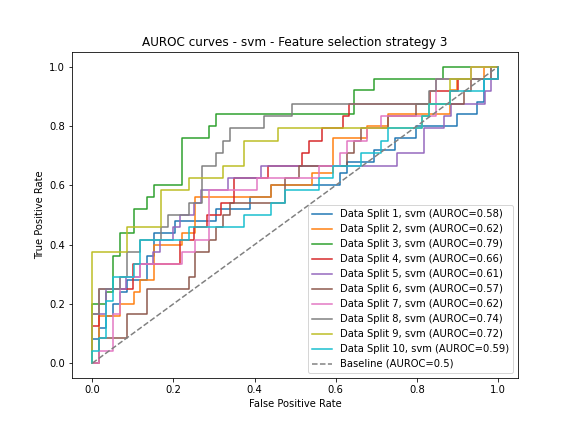 AUROC curves - svm - Feature selection strategy 3
True Positive Rate
1.0
0.8
0.6
0.4
0.2
0.0
Data Split 1, svm (AUROC=0.58)
Data Split 2, svm (AUROC=0.62)
Data Split 3, svm (AUROC=0.79)
Data Split 4, svm (AUROC=0.66)
Data Split 5, svm (AUROC=0.61)
Data Split 6, svm (AUROC=0.57)
Data Split 7, svm (AUROC=0.62)
Data Split 8, svm (AUROC=0.74)
Data Split 9, svm (AUROC=0.72)
Data Split 10, svm (AUROC=0.59)
Baseline (AUROC=0.5)
0.0 0.2 0.4 0.6 0.8 1.0
False Positive Rate